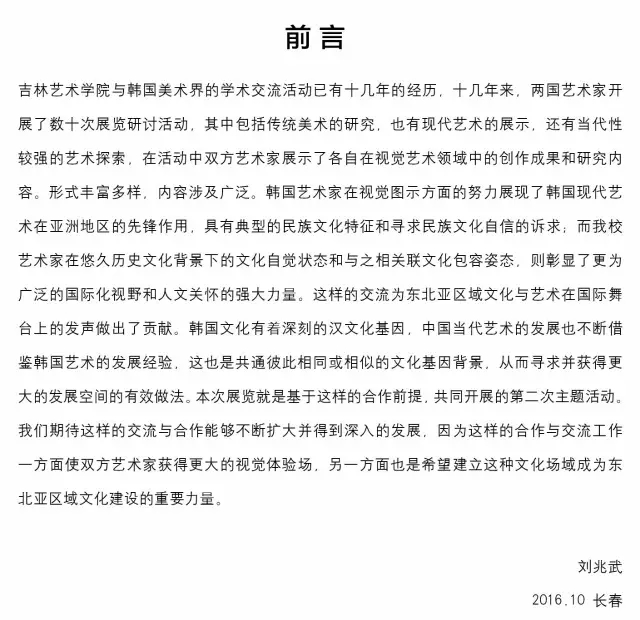 前言
吉林艺术学院与韩国美术界的学术交流活动已有十几年的经历，十几年来，两国艺术家开
展了数十次展览研讨活动，其中包括传统美术的研究，也有现代艺术的展示，还有当代性
较强的艺术探索，在活动中双方艺术家展示了各自在视觉艺术领域中的创作成果和研究内
容。形式丰富多样，内容涉及广泛。韩国艺术家在视觉图示方面的努力展现了韩国现代艺
术在亚洲地区的先锋作用，具有典型的民族文化特征和寻求民族文化自信的诉求；而我校
艺术家在悠久历史文化背景下的文化自觉状态和与之相关联文化包容姿态，则彰显了更为
广泛的国际化视野和人文关怀的强大力量。这样的交流为东北亚区域文化与艺术在国际舞
台上的发声做出了贡献。韩国文化有着深刻的汉文化基因，中国当代艺术的发展也不断借
鉴韩国艺术的发展经验，这也是共通彼此相同或相似的文化基因背景，从而寻求并获得更
大的发展空间的有效做法。本次展览就是基于这样的合作前提，共同开展的第二次主题活动。
我们期待这样的交流与合作能够不断扩大并得到深入的发展，因为这样的合作与交流工作
一方面使双方艺术家获得更大的视觉体验场，另一方面也是希望建立这种文化场域成为东
北亚区域文化建设的重要力量。
刘兆武
2016.10 长春